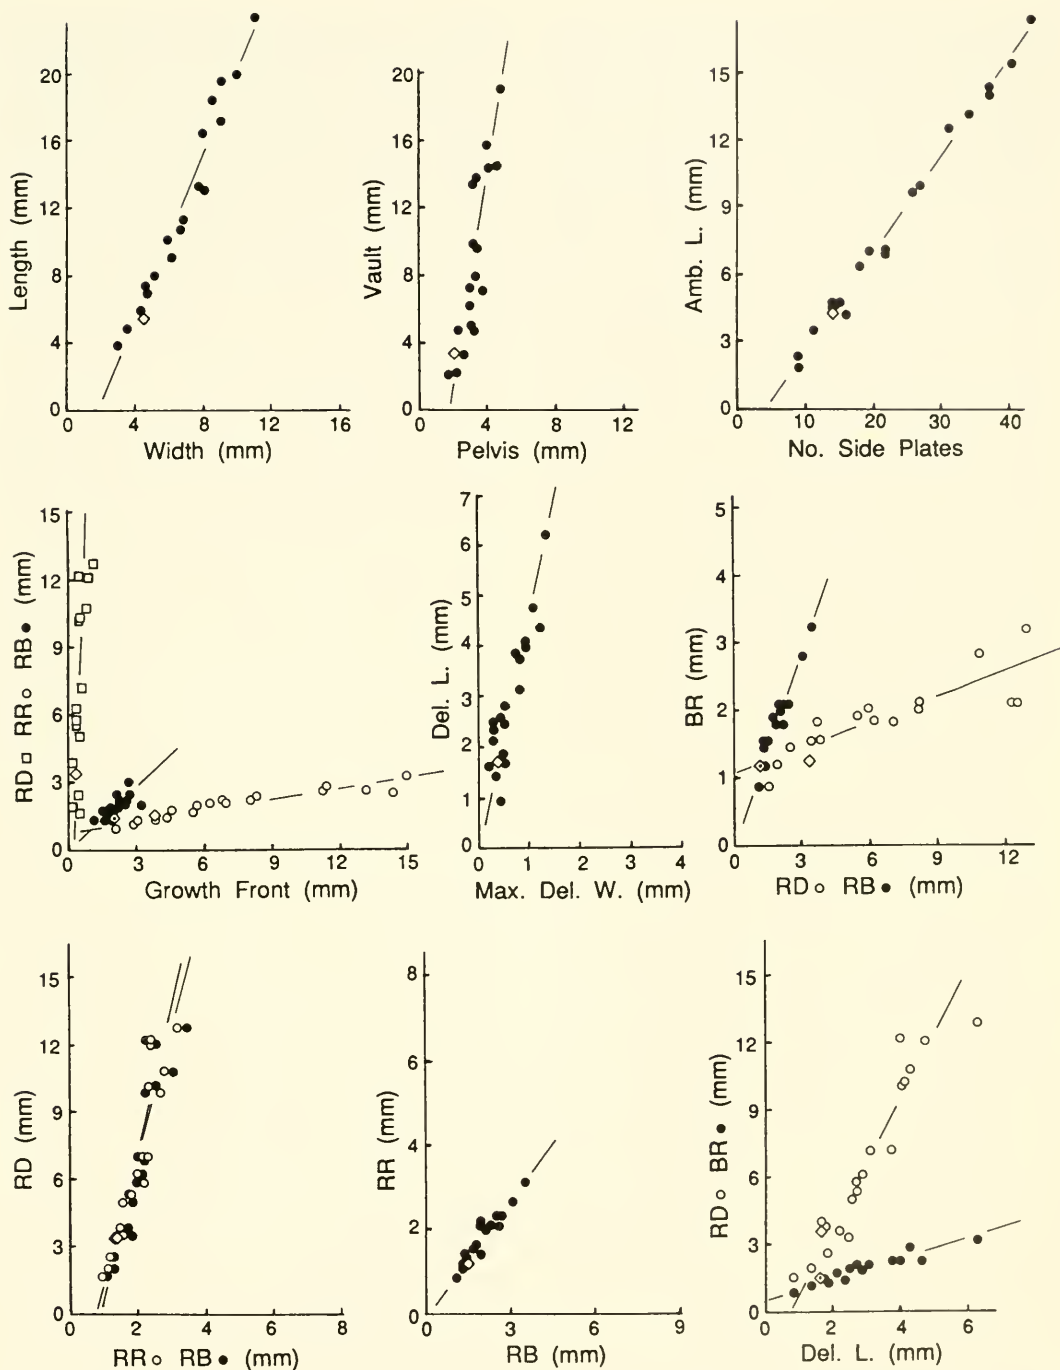 20
16
12
8
4
0
Length (mm)
0 4 8 12 16
Width (mm)
20
16
12
8
4
0
Vault (mm)
0 4 8 12
Pelvis (mm)
15
12
9
6
3
0
Amb. L. (mm)
10 20 30 40
No. Side Plates
15
12
9
6
3
0
RD □ RR ○ RB ● (mm)
0 3 6 9 12 15
Growth Front (mm)
7
6
5
4
3
2
1
0
Del. L. (mm)
0 1 2 3 4
Max. Del. W. (mm)
5
4
3
2
1
0
BR (mm)
0 3 6 9 12
RD ○ RB ● (mm)
15
12
9
6
3
0
RD (mm)
0 2 4 6 8
RR ○ RB ● (mm)
8
6
4
2
0
RR (mm)
0 3 6 9
RB (mm)
15
12
9
6
3
0
RD ○ BR ● (mm)
0 2 4 6
Del. L. (mm)